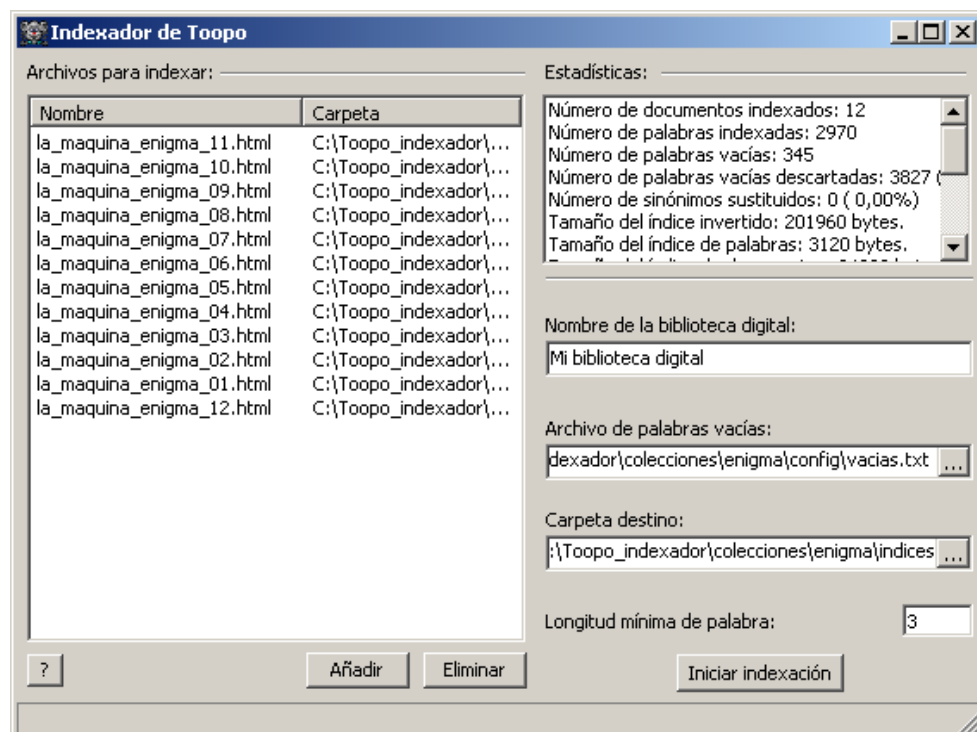 Indexador de Toopo
Archivos para indexar:
Nombre Carpeta
la_maquina_enigma_11.html C:\Toopo_indexador\...
la_maquina_enigma_10.html C:\Toopo_indexador\...
la_maquina_enigma_09.html C:\Toopo_indexador\...
la_maquina_enigma_08.html C:\Toopo_indexador\...
la_maquina_enigma_07.html C:\Toopo_indexador\...
la_maquina_enigma_06.html C:\Toopo_indexador\...
la_maquina_enigma_05.html C:\Toopo_indexador\...
la_maquina_enigma_04.html C:\Toopo_indexador\...
la_maquina_enigma_03.html C:\Toopo_indexador\...
la_maquina_enigma_02.html C:\Toopo_indexador\...
la_maquina_enigma_01.html C:\Toopo_indexador\...
la_maquina_enigma_12.html C:\Toopo_indexador\...
? Añadir Eliminar
Estadísticas:
Número de documentos indexados: 12
Número de palabras indexadas: 2970
Número de palabras vacías: 345
Número de palabras vacías descartadas: 3827 (
Número de sinónimos sustituidos: 0 ( 0,00%)
Tamaño del índice invertido: 201960 bytes.
Tamaño del índice de palabras: 3120 bytes.
Nombre de la biblioteca digital:
Mi biblioteca digital
Archivo de palabras vacías:
dexador\colecciones\enigma\config\vacias.txt ...
Carpeta destino:
:\Toopo_indexador\colecciones\enigma\indices ...
Longitud mínima de palabra: 3
Iniciar indexación